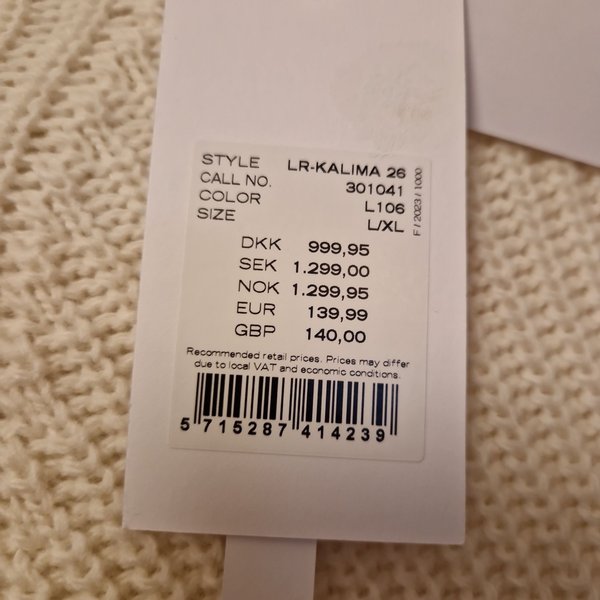 STYLE LR-KALIMA 26
CALL NO. 301041
COLOR L106
SIZE L/XL
F / 2023 / 1000
DKK 999,95
SEK 1.299,00
NOK 1.299,95
EUR 139,99
GBP 140,00
Recommended retail prices. Prices may differ
due to local VAT and economic conditions.
5 715287 414239